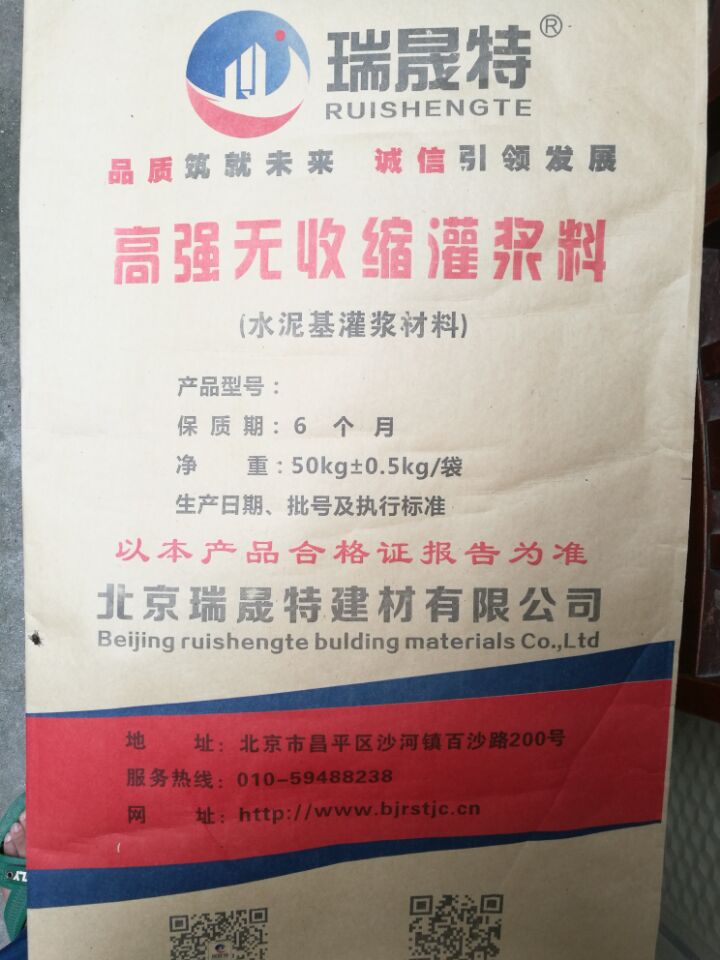 瑞晟特®
RUISHENGTE
品质筑就未来 诚信引领发展
高强无收缩灌浆料
(水泥基灌浆材料)
产品型号：
保质期：6 个 月
净 重：50kg±0.5kg/袋
生产日期、批号及执行标准
以本产品合格证报告为准
北京瑞晟特建材有限公司
Beijing ruishengte bulding materials Co.,Ltd
地 址：北京市昌平区沙河镇百沙路200号
服务热线：010-59488238
网 址：http://www.bjrstjc.cn